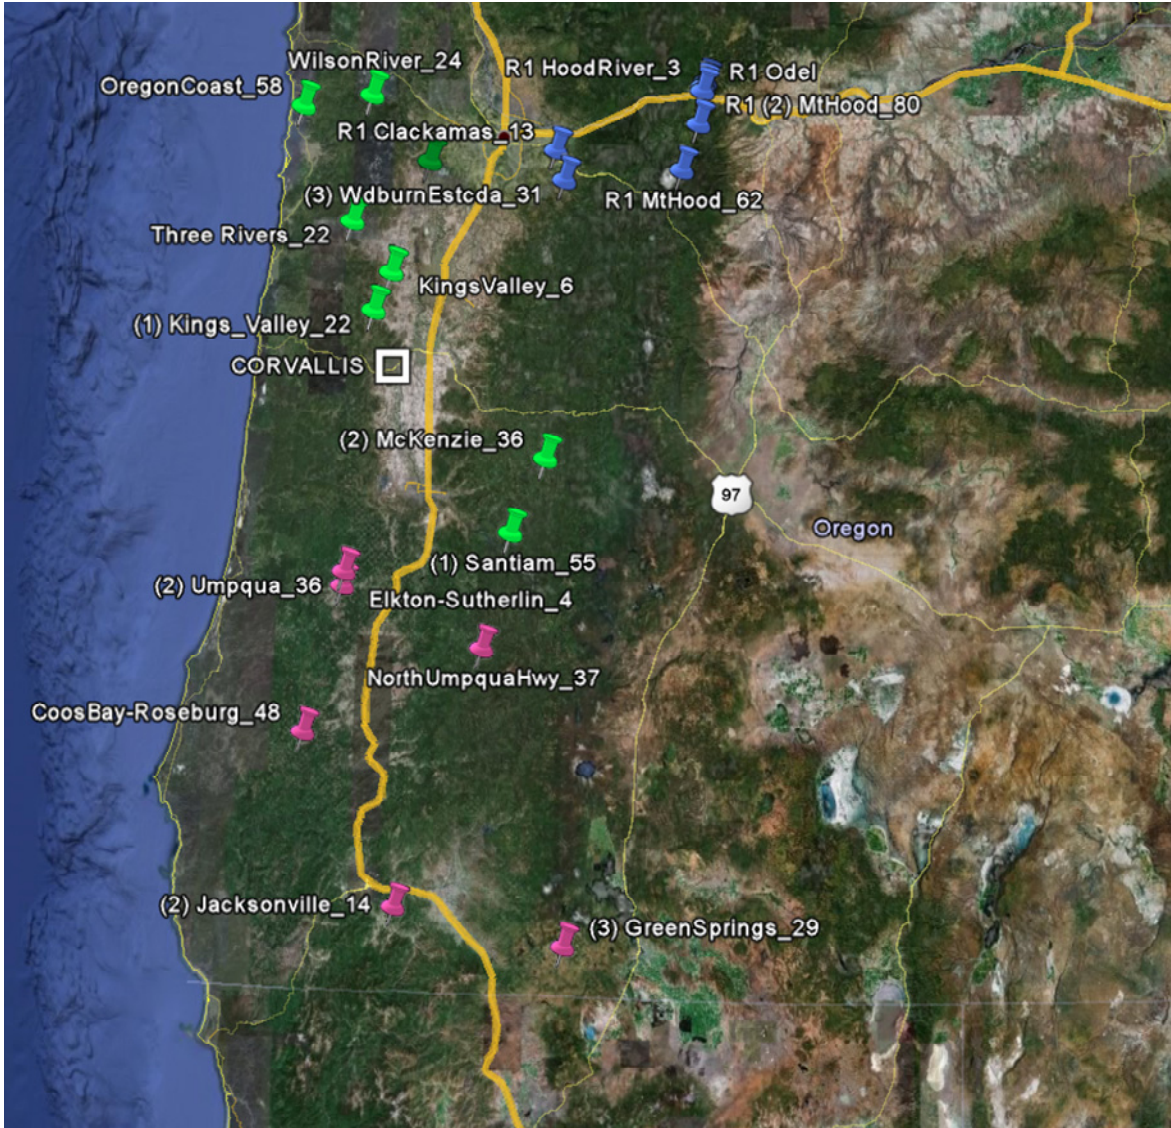 WilsonRiver_24
R1 HoodRiver_3
R1 Odel
OregonCoast_58
R1 (2) MtHood_80
R1 Clackamas_13
(3) WdburnEstcda_31
R1 MtHood_62
Three Rivers_22
KingsValley_6
(1) Kings_Valley_22
CORVALLIS
(2) McKenzie_36
97
Oregon
(1) Santiam_55
(2) Umpqua_36
Elkton-Sutherlin_4
NorthUmpquaHwy_37
CoosBay-Roseburg_48
(2) Jacksonville_14
(3) GreenSprings_29